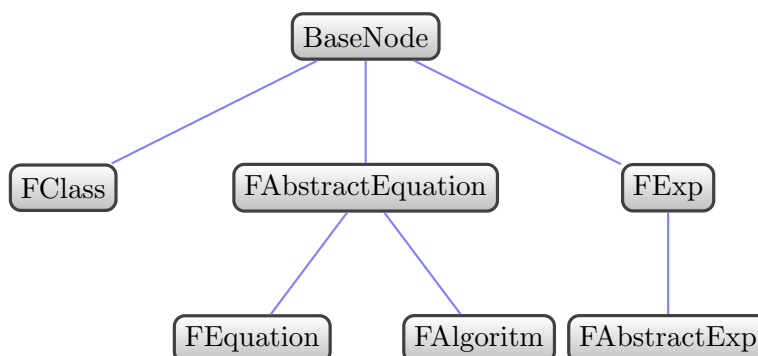 BaseNode
FClass
FAbstractEquation
FExp
FEquation
FAlgoritm
FAbstractExp